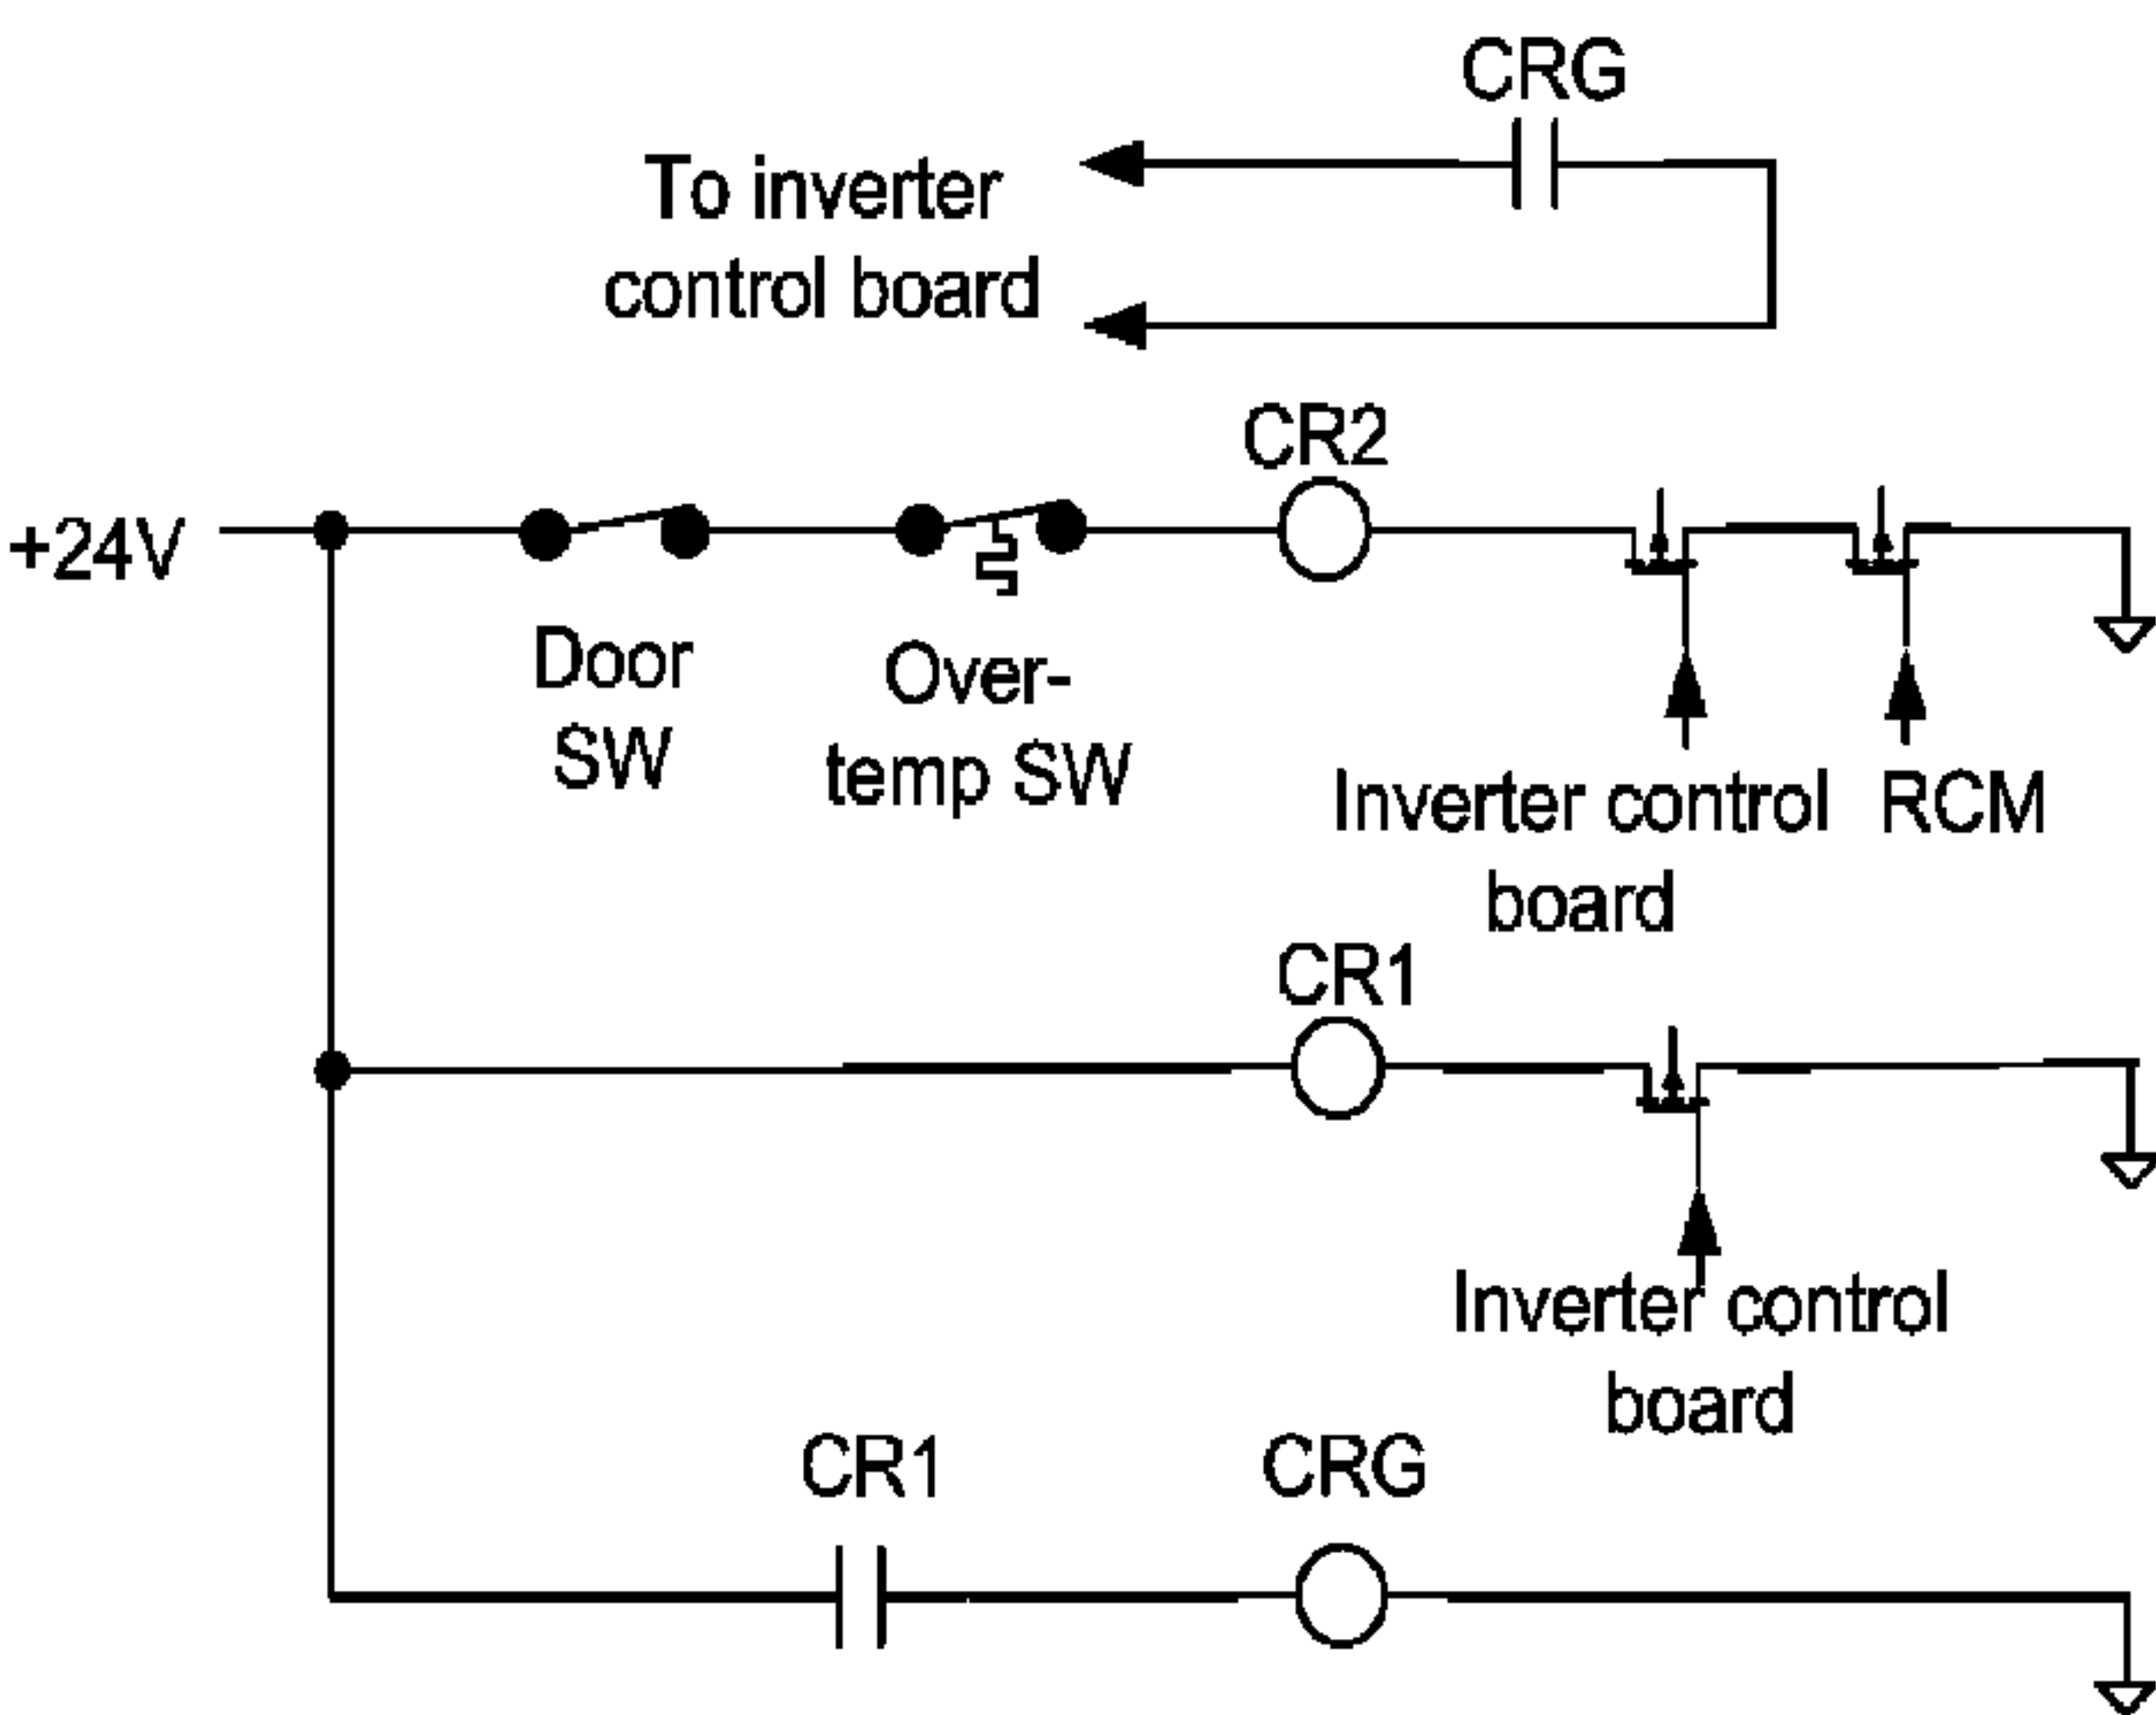 CRG
To inverter
control board
CR2
+24V
Door
SW
Over-
temp SW
Inverter control
board
RCM
CR1
Inverter control
board
CR1
CRG